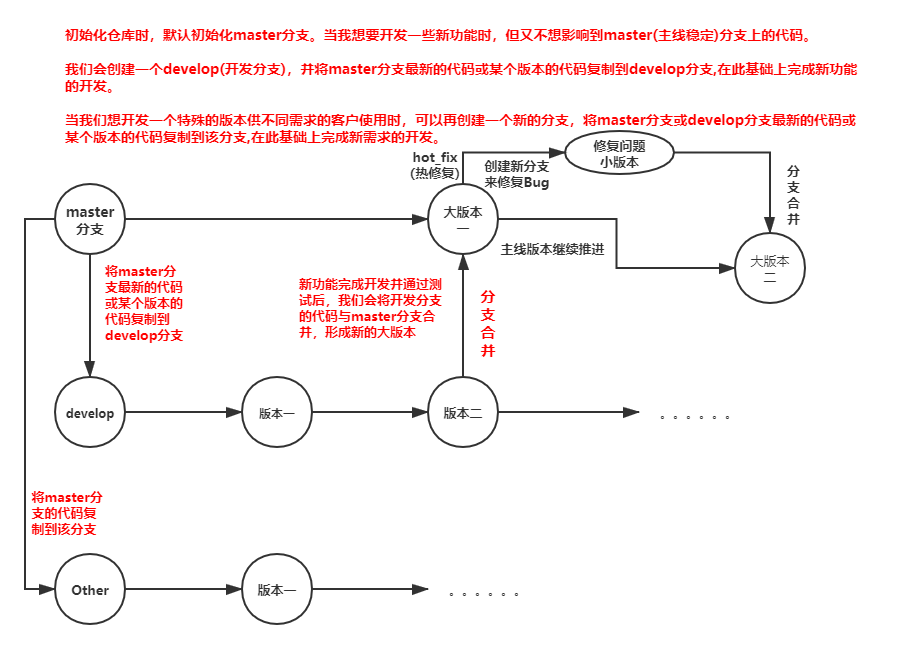 初始化仓库时，默认初始化master分支。当我想要开发一些新功能时，但又不想影响到master(主线稳定)分支上的代码。
我们会创建一个develop(开发分支)，并将master分支最新的代码或某个版本的代码复制到develop分支,在此基础上完成新功能
的开发。
当我们想开发一个特殊的版本供不同需求的客户使用时，可以再创建一个新的分支，将master分支或develop分支最新的代码或
某个版本的代码复制到该分支,在此基础上完成新需求的开发。
hot_fix
(热修复)
创建新分支
来修复Bug
修复问题
小版本
分
支
合
并
master
分支
大版本
一
主线版本继续推进
大版本
二
将master分
支最新的代码
或某个版本的
代码复制到
develop分支
新功能完成开发并通过测
试后，我们会将开发分支
的代码与master分支合
并，形成新的大版本
分
支
合
并
develop
版本一
版本二
。。。。。。
将master分
支的代码复
制到该分支
Other
版本一
。。。。。。